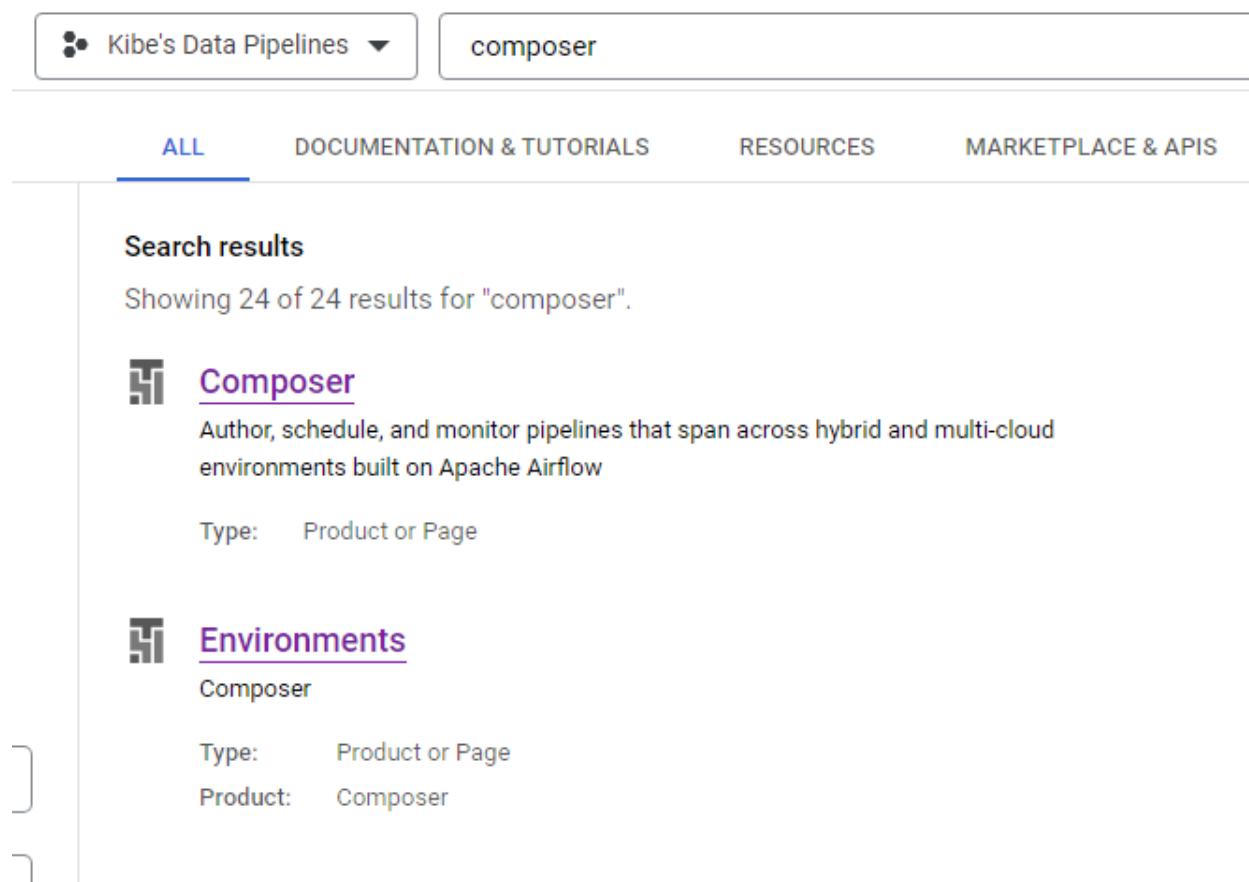 Kibe's Data Pipelines
composer
ALL DOCUMENTATION & TUTORIALS RESOURCES MARKETPLACE & APIS
Search results
Showing 24 of 24 results for "composer".
Composer
Author, schedule, and monitor pipelines that span across hybrid and multi-cloud
environments built on Apache Airflow
Type: Product or Page
Environments
Composer
Type: Product or Page
Product: Composer